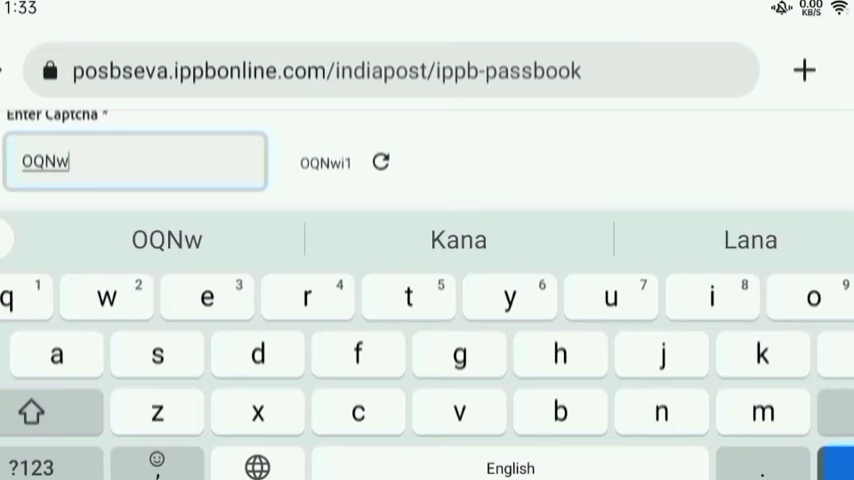 1:33
0.00
KB/S
posbseva.ippbonline.com/indiapost/ippb-passbook
+
Enter Captcha *
OQNw
OQNwi1
OQNw Kana Lana
q 1 w 2 e 3 r 4 t 5 y 6 u 7 i 8 o 9
a s d f g h j k
z x c v b n m
?123 , English .